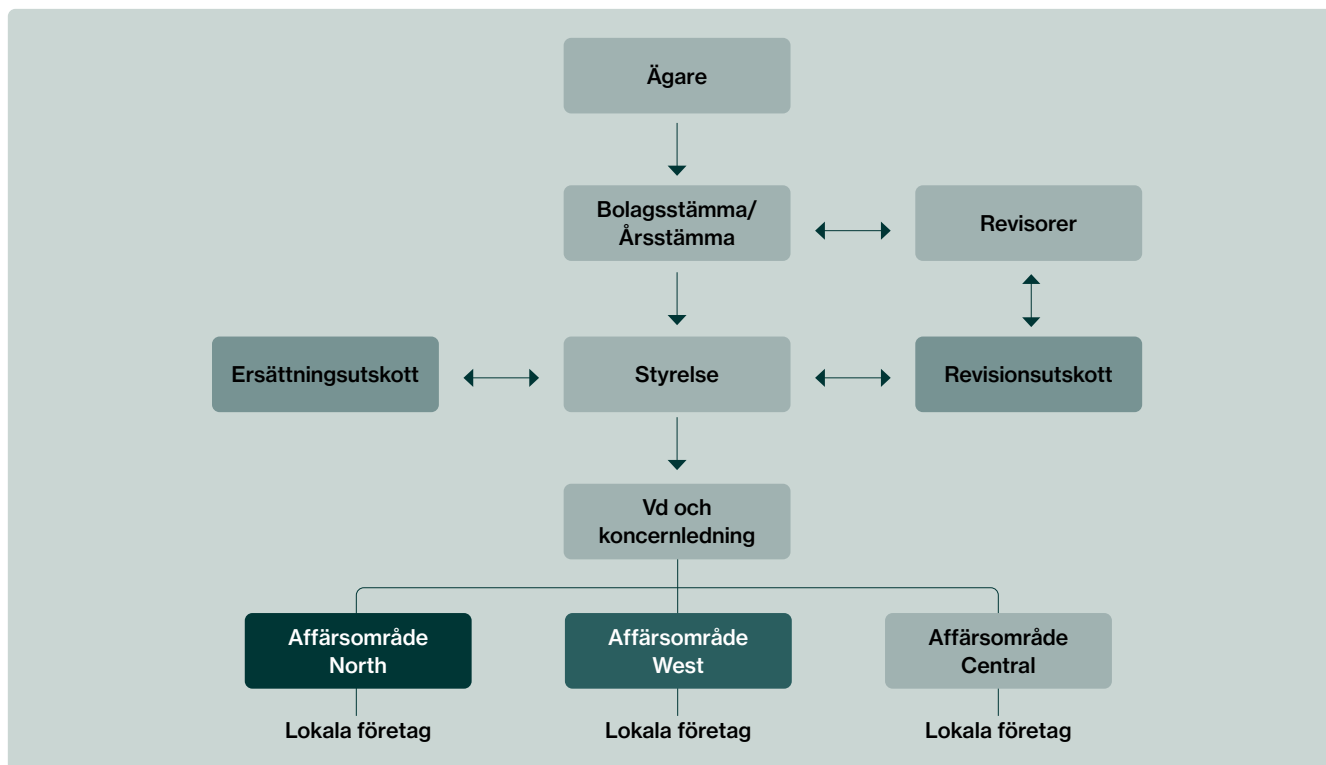 Ägare
Bolagsstämma/
Årsstämma
Revisorer
Ersättningsutskott
Styrelse
Revisionsutskott
Vd och
koncernledning
Affärsområde
North
Affärsområde
West
Affärsområde
Central
Lokala företag
Lokala företag
Lokala företag